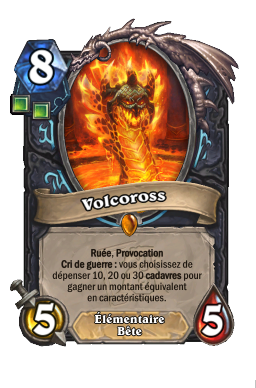 8
Volcoross
Ruée, Provocation
Cri de guerre : vous choisissez de
dépenser 10, 20 ou 30 cadavres pour
gagner un montant équivalent
en caractéristiques.
5
Élémentaire
Bête
5